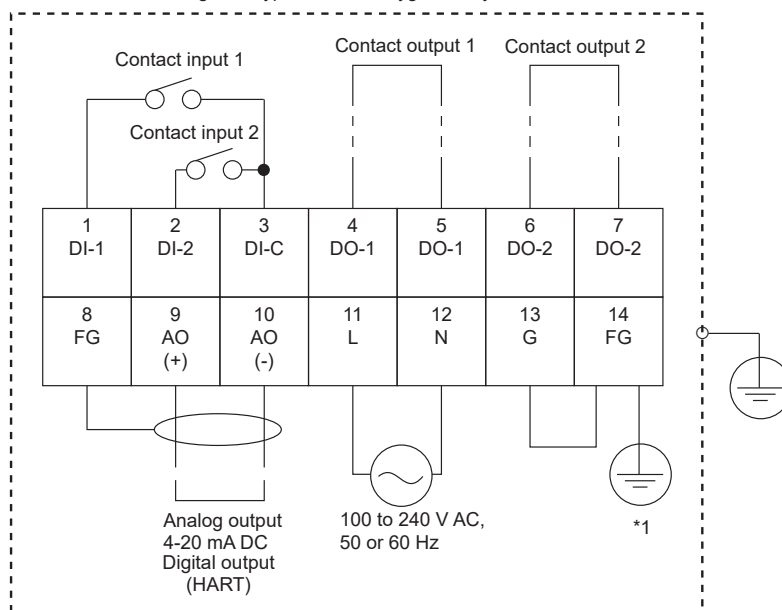 Contact input 1
Contact output 1
Contact output 2
Contact input 2
1
DI-1
2
DI-2
3
DI-C
4
DO-1
5
DO-1
6
DO-2
7
DO-2
8
FG
9
AO
(+)
10
AO
(-)
11
L
12
N
13
G
14
FG
Analog output
4-20 mA DC
Digital output
(HART)
100 to 240 V AC,
50 or 60 Hz
*1